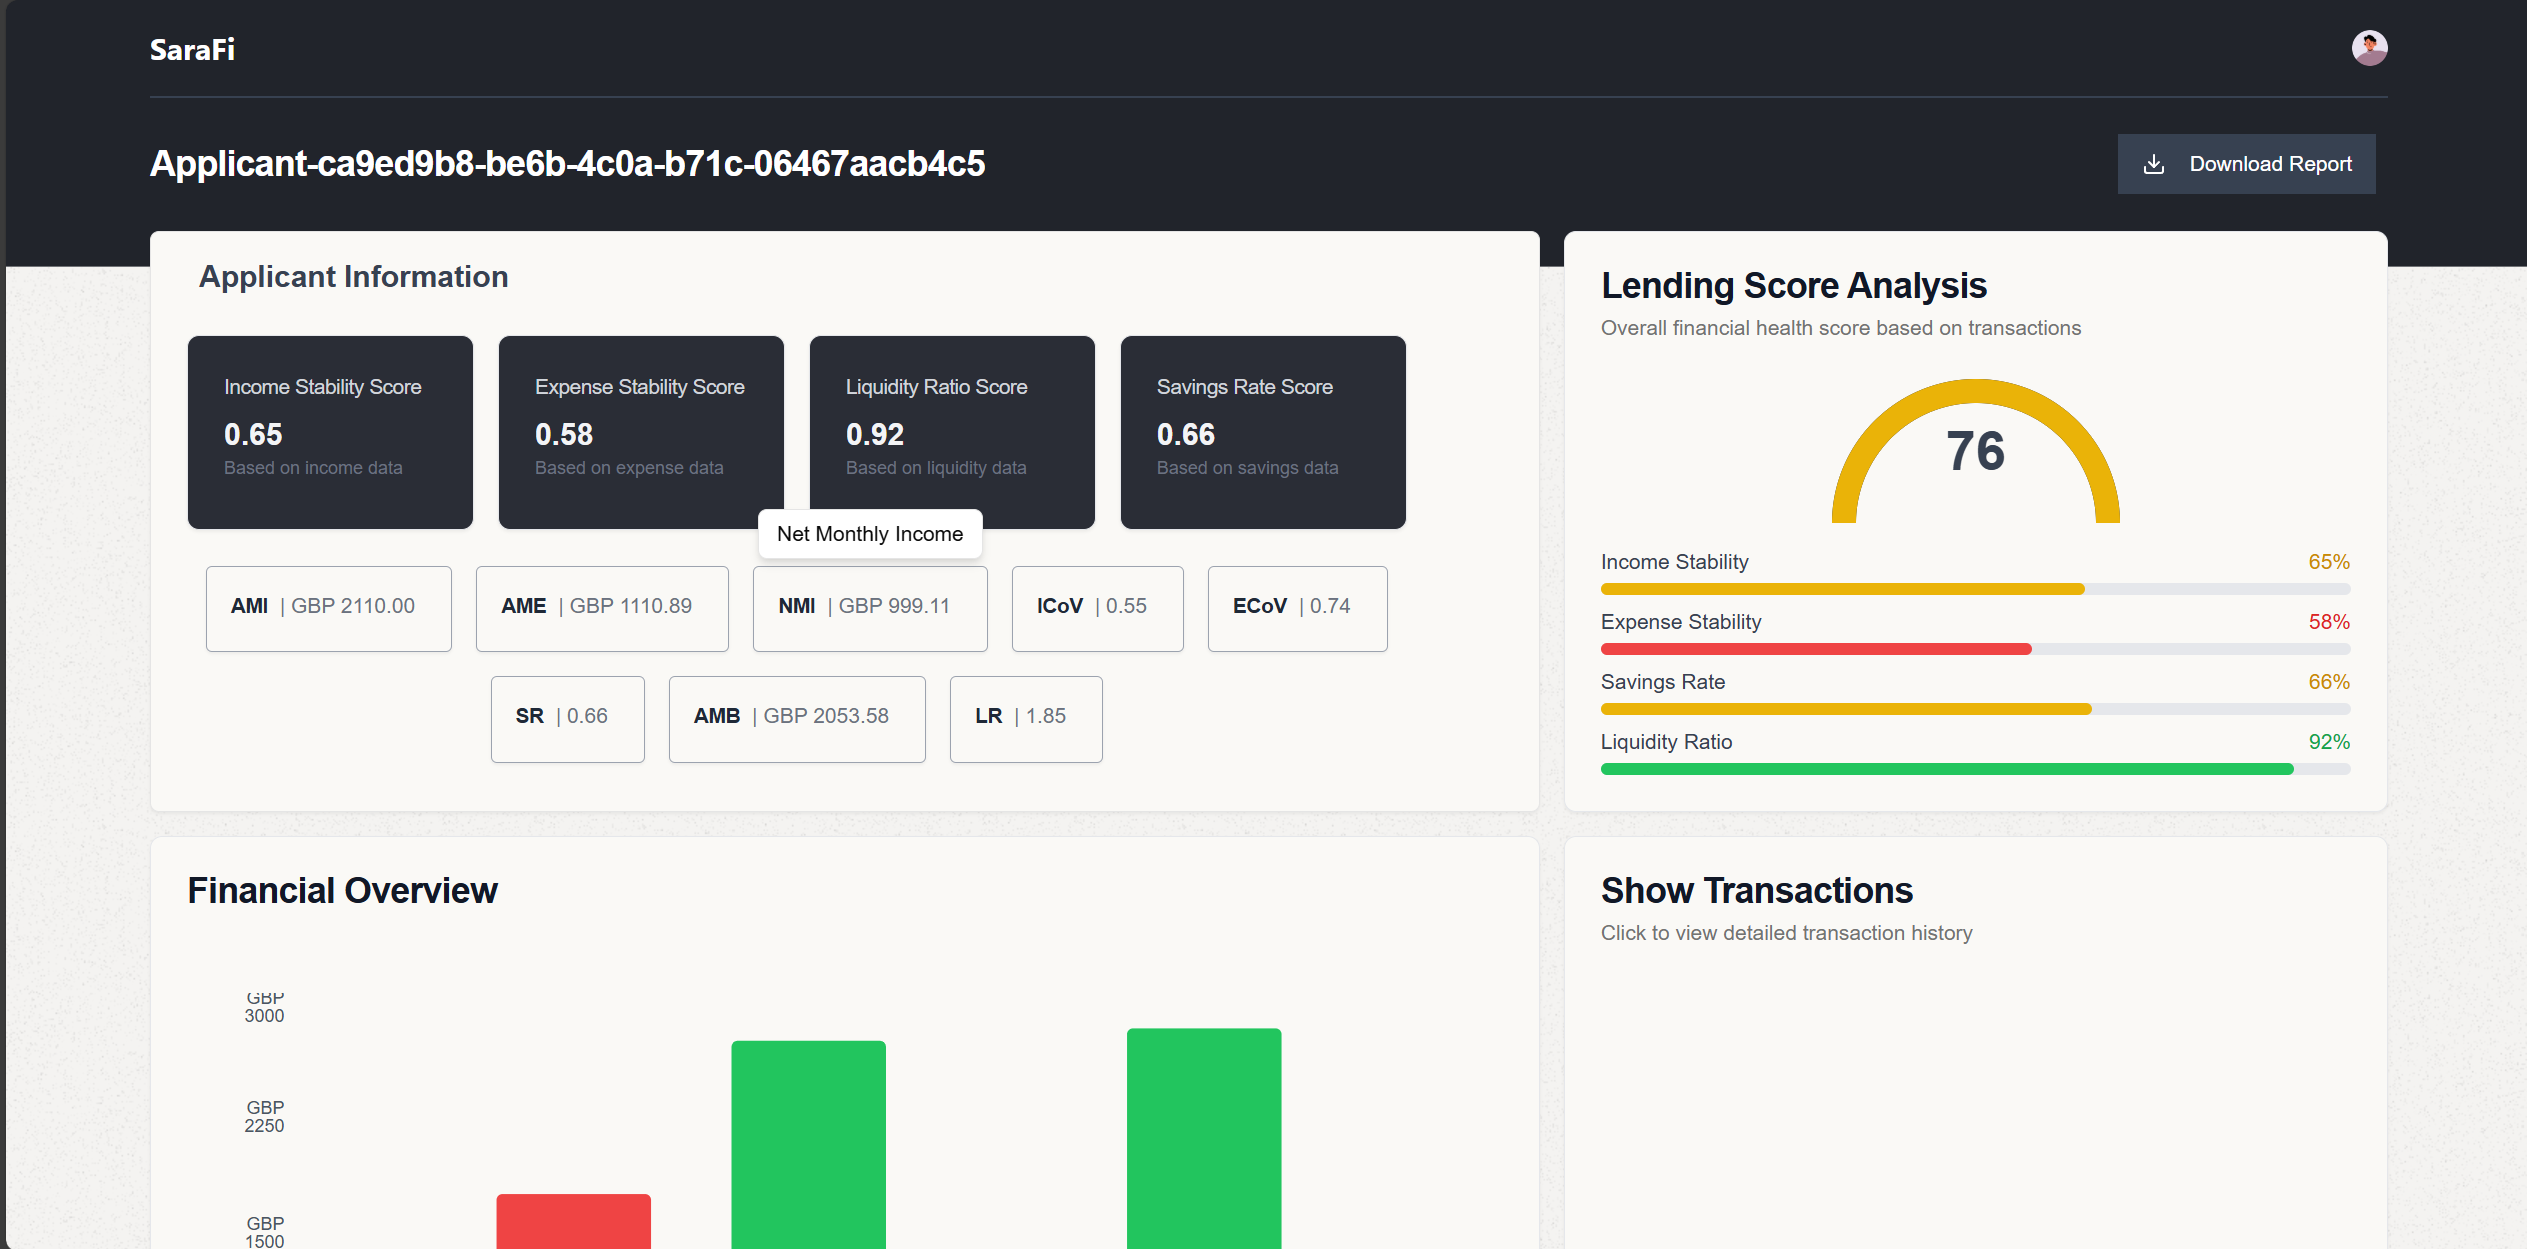 SaraFi
Applicant-ca9ed9b8-be6b-4c0a-b71c-06467aacb4c5
Download Report
Applicant Information
Income Stability Score
0.65
Based on income data
Expense Stability Score
0.58
Based on expense data
Liquidity Ratio Score
0.92
Based on liquidity data
Savings Rate Score
0.66
Based on savings data
Net Monthly Income
AMI | GBP 2110.00
AME | GBP 1110.89
NMI | GBP 999.11
ICoV | 0.55
ECoV | 0.74
SR | 0.66
AMB | GBP 2053.58
LR | 1.85
Lending Score Analysis
Overall financial health score based on transactions
76
Income Stability 65%
Expense Stability 58%
Savings Rate 66%
Liquidity Ratio 92%
Financial Overview
GBP
3000
GBP
2250
GBP
1500
Show Transactions
Click to view detailed transaction history